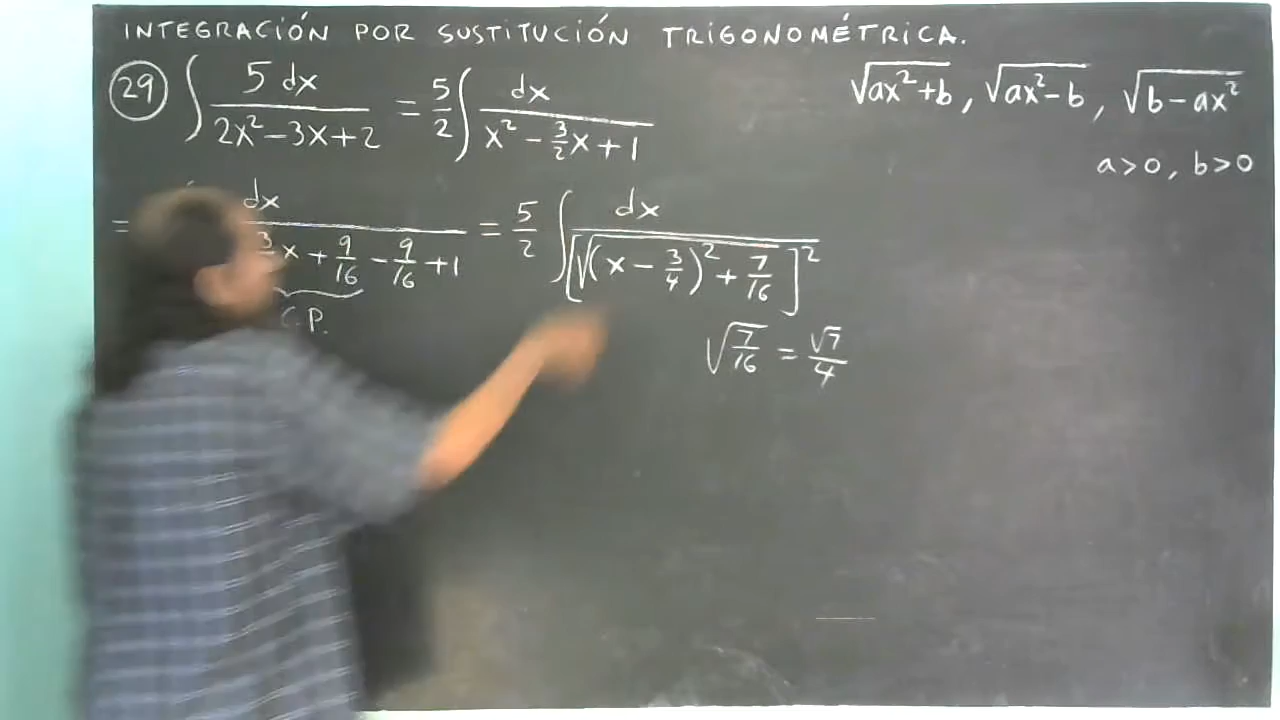 INTEGRACIÓN POR SUSTITUCIÓN TRIGONOMÉTRICA.
29 ∫ 5 dx / (2x² - 3x + 2) = 5/2 ∫ dx / (x² - 3/2 x + 1)
√(ax² + b), √(ax² - b), √(b - ax²)
a > 0, b > 0
= dx / (3/2 x + 9/16 - 9/16 + 1) = 5/2 ∫ dx / [√((x - 3/4)² + 7/16)]²
C.P.
√(7/16) = √7/4